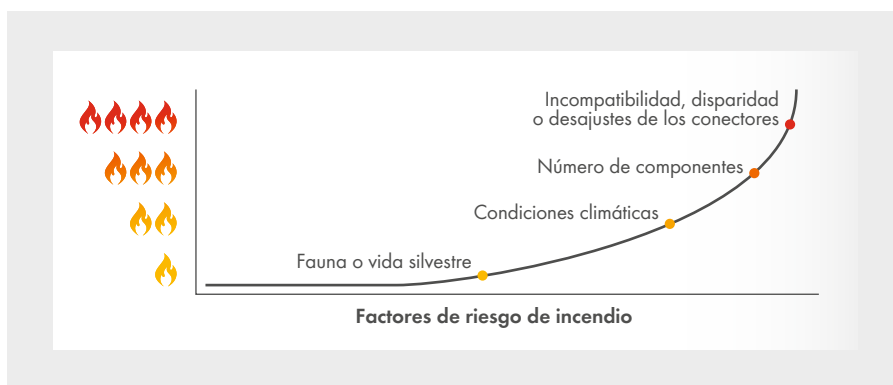 Incompatibilidad, disparidad
o desajustes de los conectores
Número de componentes
Condiciones climáticas
Fauna o vida silvestre
Factores de riesgo de incendio